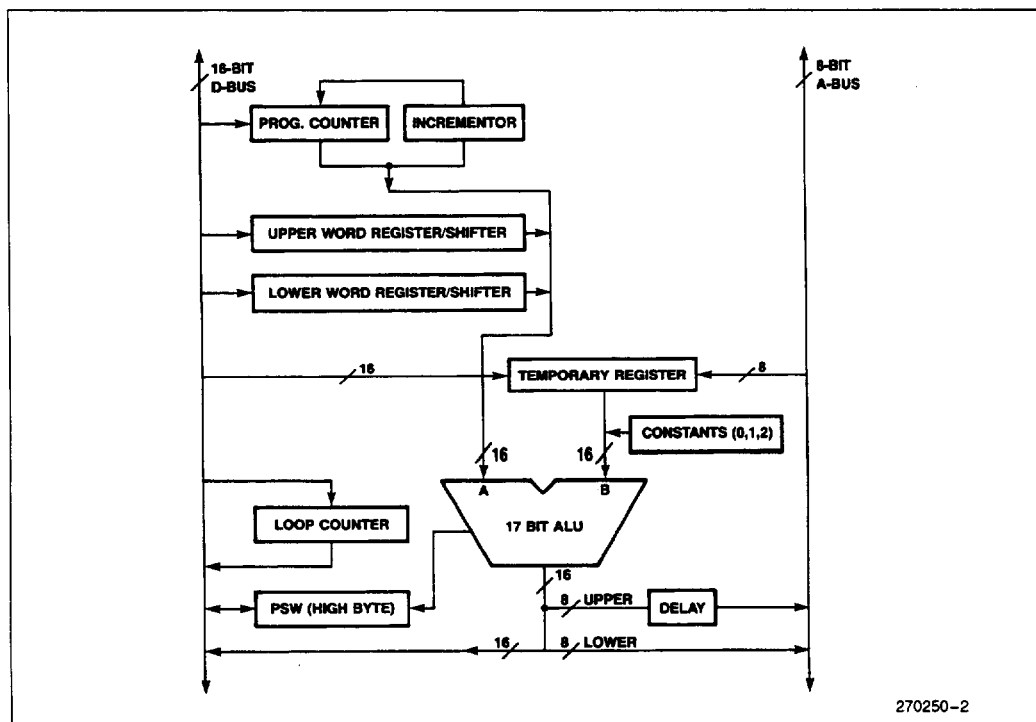 16-BIT
D-BUS
8-BIT
A-BUS
PROG. COUNTER
INCREMENTOR
UPPER WORD REGISTER/SHIFTER
LOWER WORD REGISTER/SHIFTER
16
TEMPORARY REGISTER
8
CONSTANTS (0,1,2)
16
16
A
B
17 BIT ALU
LOOP COUNTER
16
PSW (HIGH BYTE)
8 UPPER
DELAY
16
8 LOWER
270250-2